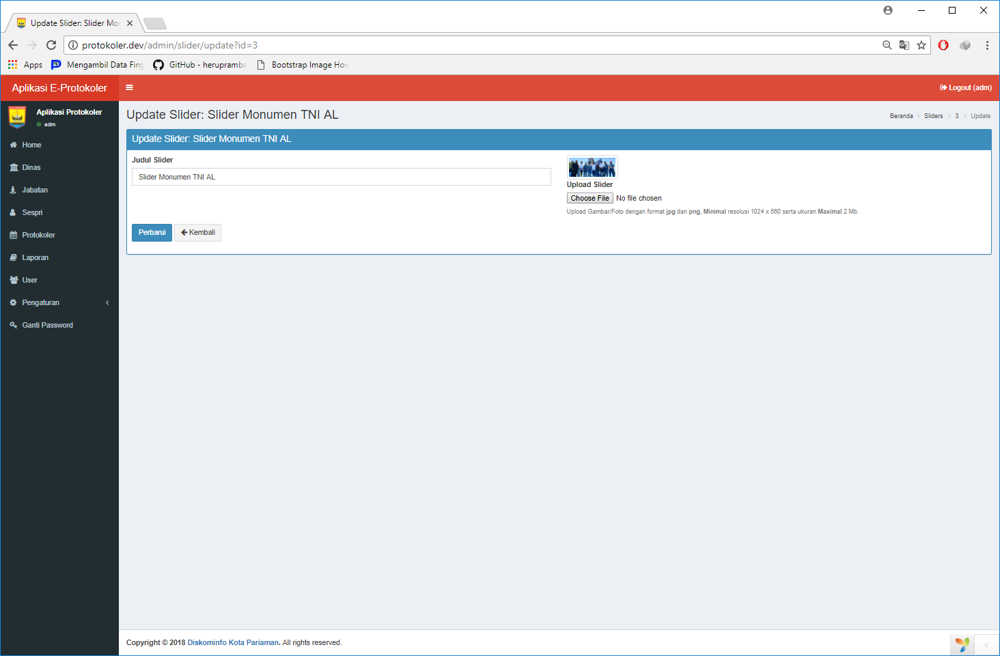 Update Slider: Slider Mor
protokoler.dev/admin/slider/update?id=3
Apps
Mengambil Data Fing
GitHub - herupramba
Bootstrap Image Hov
Aplikasi E-Protokoler
Logout (adm)
Aplikasi Protokoler
adm
Home
Dinas
Jabatan
Sespri
Protokoler
Laporan
User
Pengaturan
Ganti Password
Update Slider: Slider Monumen TNI AL
Beranda > Sliders > 3 > Update
Update Slider: Slider Monumen TNI AL
Judul Slider
Slider Monumen TNI AL
Upload Slider
Choose File No file chosen
Upload Gambar/Foto dengan format jpg dan png, Minimal resolusi 1024 x 560 serta ukuran Maximal 2 Mb.
Perbarui
Kembali
Copyright © 2018 Diskominfo Kota Pariaman. All rights reserved.